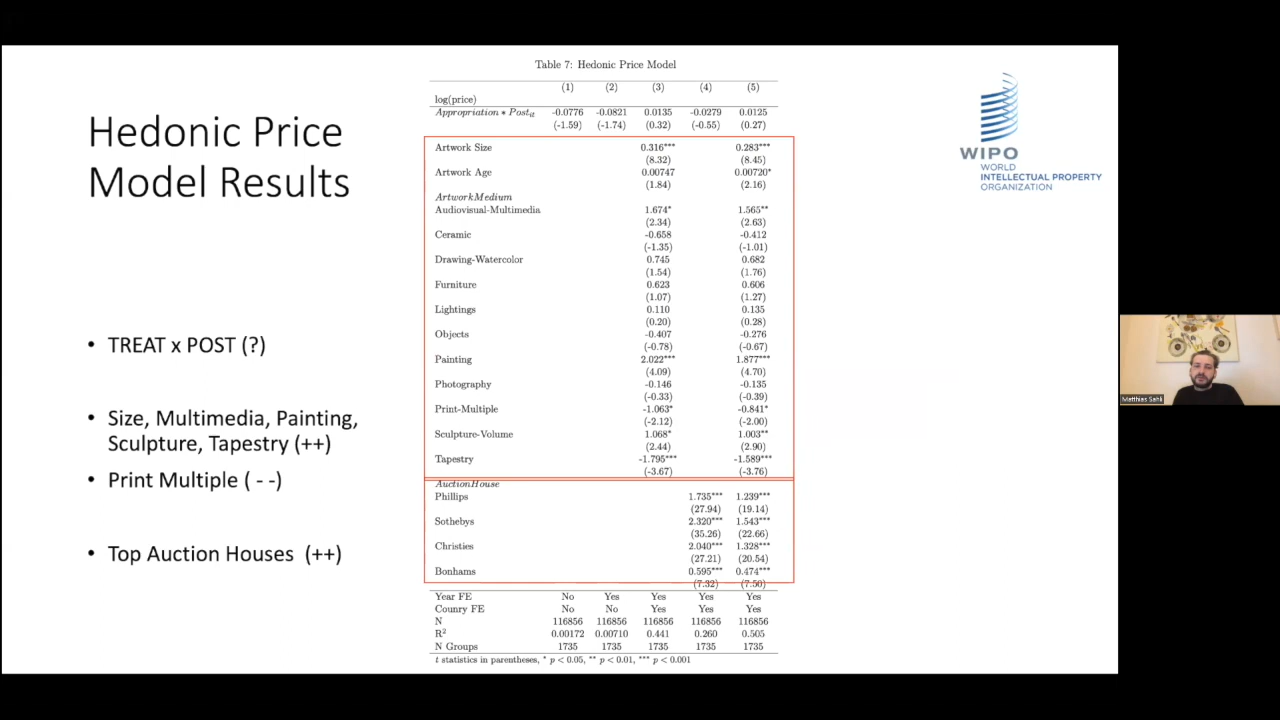 Hedonic Price
Model Results
• TREAT x POST (?)
• Size, Multimedia, Painting,
Sculpture, Tapestry (++)
• Print Multiple ( - -)
• Top Auction Houses (++)
Table 7: Hedonic Price Model
(1) (2) (3) (4) (5)
log(price)
Appropriation ∗ Post_it -0.0776 -0.0821 0.0135 -0.0279 0.0125
(-1.59) (-1.74) (0.32) (-0.55) (0.27)
Artwork Size 0.316*** 0.283***
(8.32) (8.45)
Artwork Age 0.00747 0.00720*
(1.84) (2.16)
ArtworkMedium
Audiovisual-Multimedia 1.674* 1.565**
(2.34) (2.63)
Ceramic -0.658 -0.412
(-1.35) (-1.01)
Drawing-Watercolor 0.745 0.682
(1.54) (1.76)
Furniture 0.623 0.606
(1.07) (1.27)
Lightings 0.110 0.135
(0.20) (0.28)
Objects -0.407 -0.276
(-0.78) (-0.67)
Painting 2.022*** 1.877***
(4.09) (4.70)
Photography -0.146 -0.135
(-0.33) (-0.39)
Print-Multiple -1.063* -0.841*
(-2.12) (-2.00)
Sculpture-Volume 1.068* 1.003**
(2.44) (2.90)
Tapestry -1.795*** -1.589***
(-3.67) (-3.76)
AuctionHouse
Phillips 1.735*** 1.239***
(27.94) (19.14)
Sothebys 2.320*** 1.543***
(35.26) (22.66)
Christies 2.040*** 1.328***
(27.21) (20.54)
Bonhams 0.595*** 0.474***
(7.32) (7.50)
Year FE No Yes Yes Yes Yes
Counry FE No No Yes Yes Yes
N 116856 116856 116856 116856 116856
R² 0.00172 0.00710 0.441 0.260 0.505
N Groups 1735 1735 1735 1735 1735
t statistics in parentheses, * p < 0.05, ** p < 0.01, *** p < 0.001
WIPO
WORLD
INTELLECTUAL PROPERTY
ORGANIZATION
Matthias Sahli